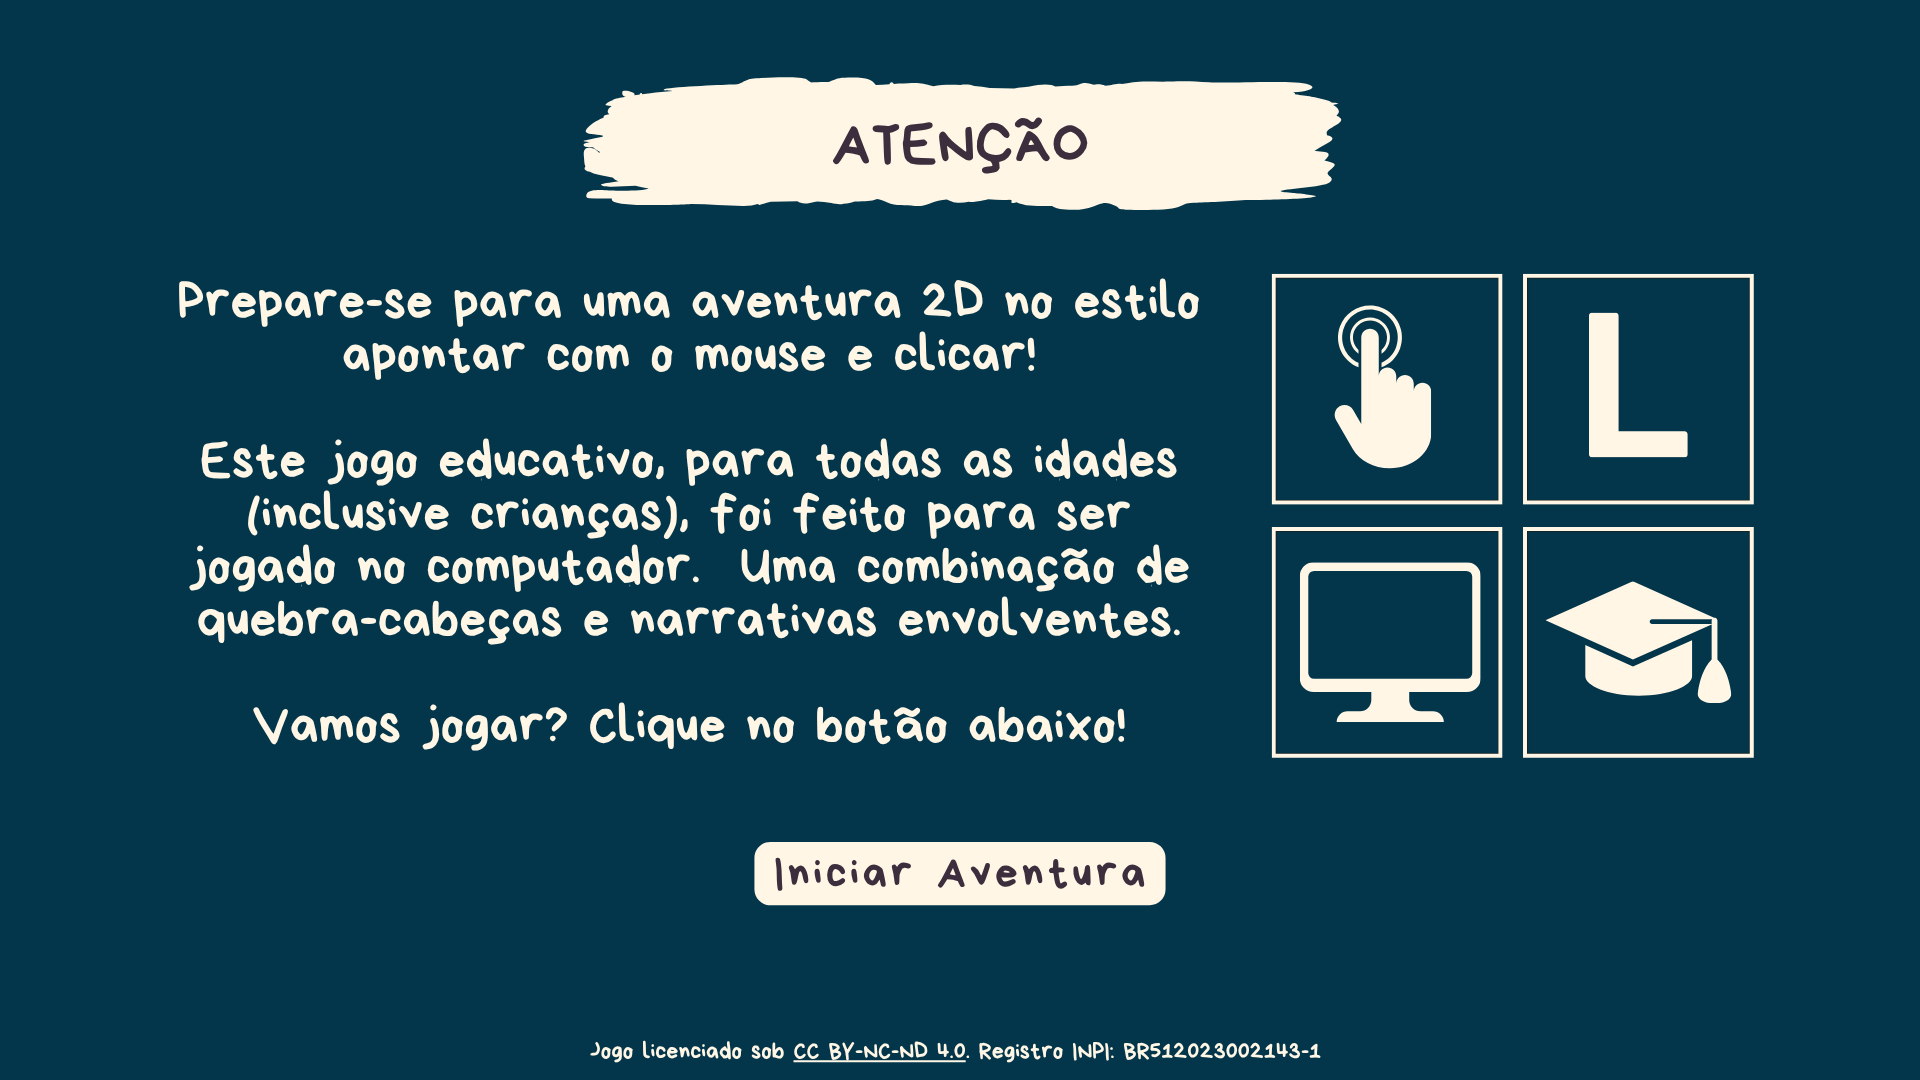 ATENÇÃO
Prepare-se para uma aventura 2D no estilo
apontar com o mouse e clicar!
Este jogo educativo, para todas as idades
(inclusive crianças), foi feito para ser
jogado no computador. Uma combinação de
quebra-cabeças e narrativas envolventes.
Vamos jogar? Clique no botão abaixo!
L
Iniciar Aventura
Jogo licenciado sob CC BY-NC-ND 4.0. Registro INPI: BR512023002143-1